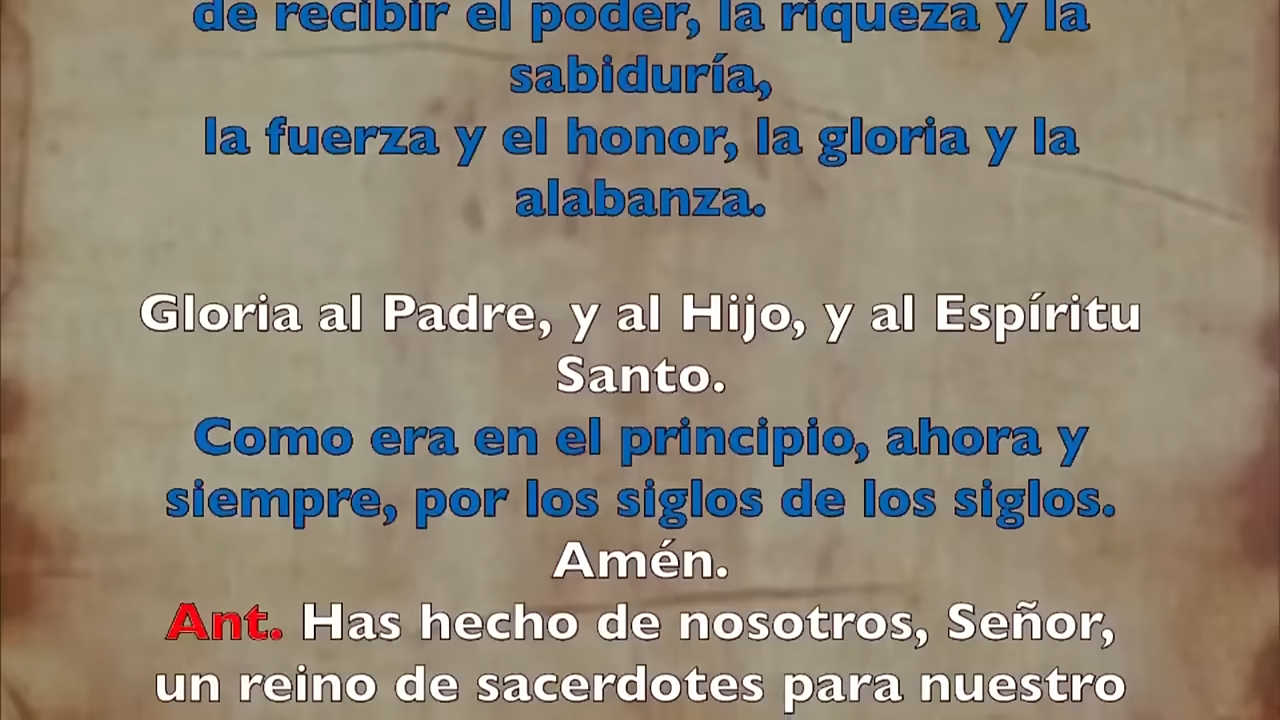 de recibir el poder, la riqueza y la
sabiduría,
la fuerza y el honor, la gloria y la
alabanza.
Gloria al Padre, y al Hijo, y al Espíritu
Santo.
Como era en el principio, ahora y
siempre, por los siglos de los siglos.
Amén.
Ant. Has hecho de nosotros, Señor,
un reino de sacerdotes para nuestro